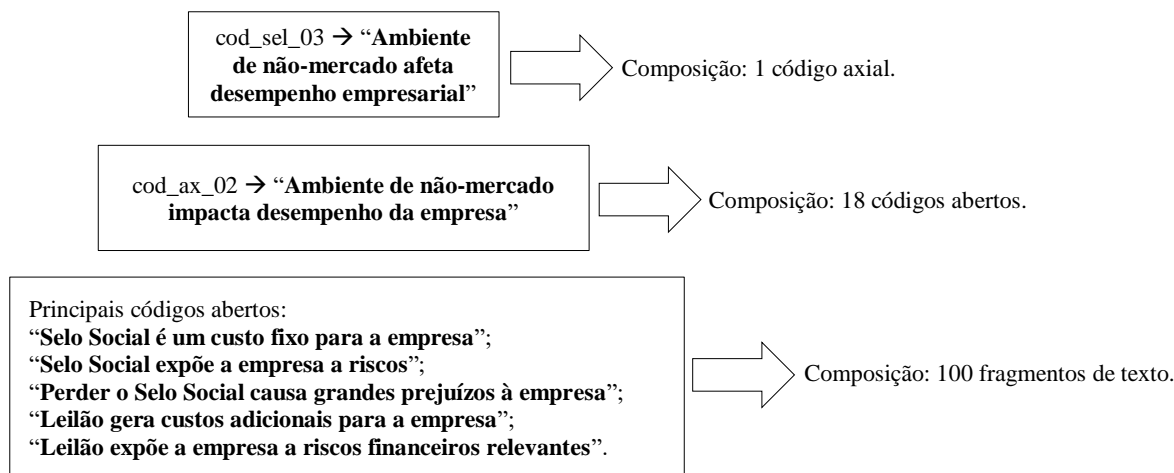 cod_sel_03 → “Ambiente
de não-mercado afeta
desempenho empresarial”
Composição: 1 código axial.
cod_ax_02 → “Ambiente de não-mercado
impacta desempenho da empresa”
Composição: 18 códigos abertos.
Principais códigos abertos:
“Selo Social é um custo fixo para a empresa”;
“Selo Social expõe a empresa a riscos”;
“Perder o Selo Social causa grandes prejuízos à empresa”;
“Leilão gera custos adicionais para a empresa”;
“Leilão expõe a empresa a riscos financeiros relevantes”.
Composição: 100 fragmentos de texto.